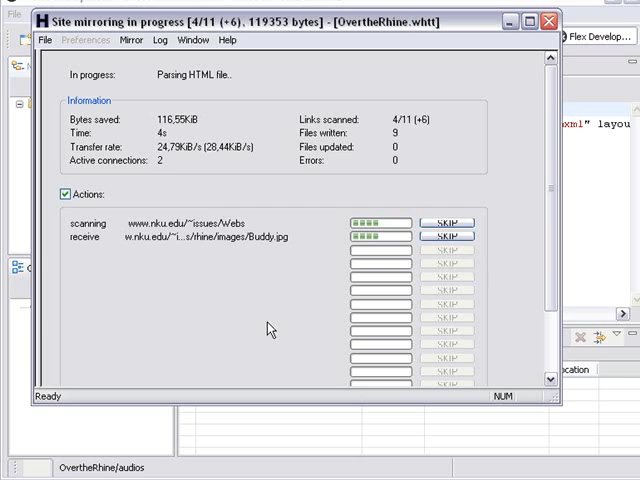 Site mirroring in progress [4/11 (+6), 119353 bytes] - [OvertheRhine.whtt]
File Preferences Mirror Log Window Help
File
Flex Develop...
In progress: Parsing HTML file..
Information
Bytes saved: 116,55KiB Links scanned: 4/11 (+6)
Time: 4s Files written: 9
Transfer rate: 24,79KiB/s (28,44KiB/s) Files updated: 0
Active connections: 2 Errors: 0
xml" layou
Actions:
scanning www.nku.edu/~issues/Webs SKIP
receive w.nku.edu/~i...s/rhine/images/Buddy.jpg SKIP
SKIP
SKIP
SKIP
SKIP
SKIP
SKIP
SKIP
SKIP
SKIP
SKIP
ocation
Ready NUM
OvertheRhine/audios